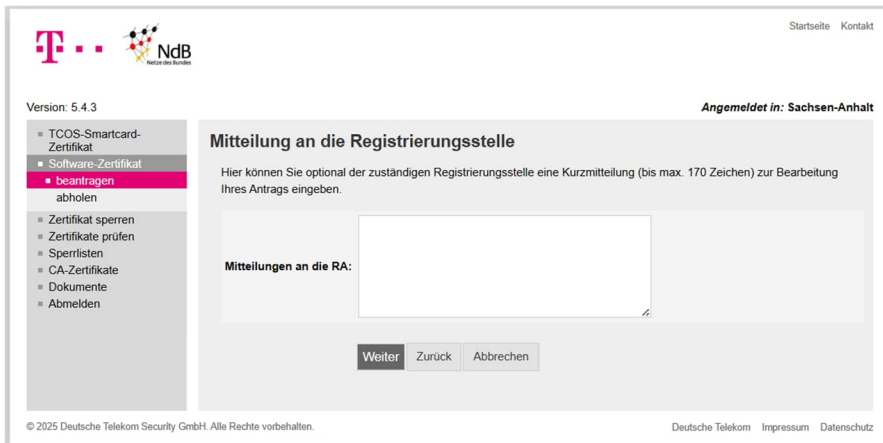 Startseite Kontakt
T
NdB
Netze des Bundes
Version: 5.4.3
Angemeldet in: Sachsen-Anhalt
TCOS-Smartcard-
Zertifikat
Software-Zertifikat
beantragen
abholen
Zertifikat sperren
Zertifikate prüfen
Sperrlisten
CA-Zertifikate
Dokumente
Abmelden
Mitteilung an die Registrierungsstelle
Hier können Sie optional der zuständigen Registrierungsstelle eine Kurzmitteilung (bis max. 170 Zeichen) zur Bearbeitung
Ihres Antrags eingeben.
Mitteilungen an die RA:
Weiter Zurück Abbrechen
© 2025 Deutsche Telekom Security GmbH. Alle Rechte vorbehalten.
Deutsche Telekom Impressum Datenschutz